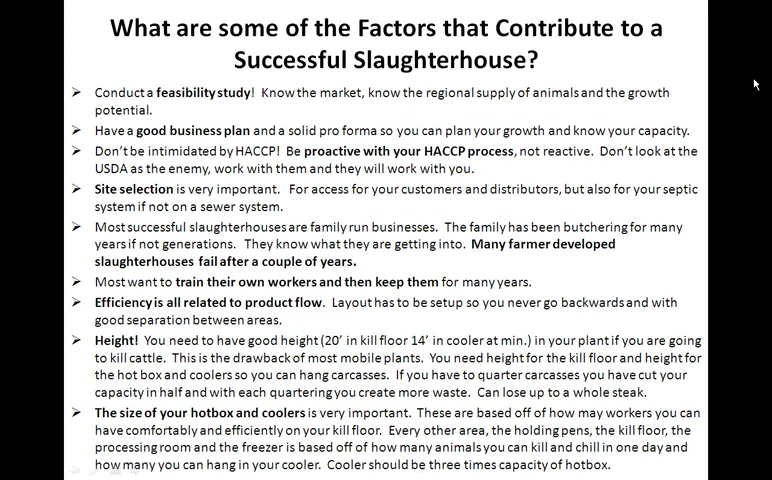 What are some of the Factors that Contribute to a
Successful Slaughterhouse?
➢ Conduct a feasibility study! Know the market, know the regional supply of animals and the growth
potential.
➢ Have a good business plan and a solid pro forma so you can plan your growth and know your capacity.
➢ Don't be intimidated by HACCP! Be proactive with your HACCP process, not reactive. Don't look at the
USDA as the enemy, work with them and they will work with you.
➢ Site selection is very important. For access for your customers and distributors, but also for your septic
system if not on a sewer system.
➢ Most successful slaughterhouses are family run businesses. The family has been butchering for many
years if not generations. They know what they are getting into. Many farmer developed
slaughterhouses fail after a couple of years.
➢ Most want to train their own workers and then keep them for many years.
➢ Efficiency is all related to product flow. Layout has to be setup so you never go backwards and with
good separation between areas.
➢ Height! You need to have good height (20' in kill floor 14' in cooler at min.) in your plant if you are going
to kill cattle. This is the drawback of most mobile plants. You need height for the kill floor and height for
the hot box and coolers so you can hang carcasses. If you have to quarter carcasses you have cut your
capacity in half and with each quartering you create more waste. Can lose up to a whole steak.
➢ The size of your hotbox and coolers is very important. These are based off of how may workers you can
have comfortably and efficiently on your kill floor. Every other area, the holding pens, the kill floor, the
processing room and the freezer is based off of how many animals you can kill and chill in one day and
how many you can hang in your cooler. Cooler should be three times capacity of hotbox.